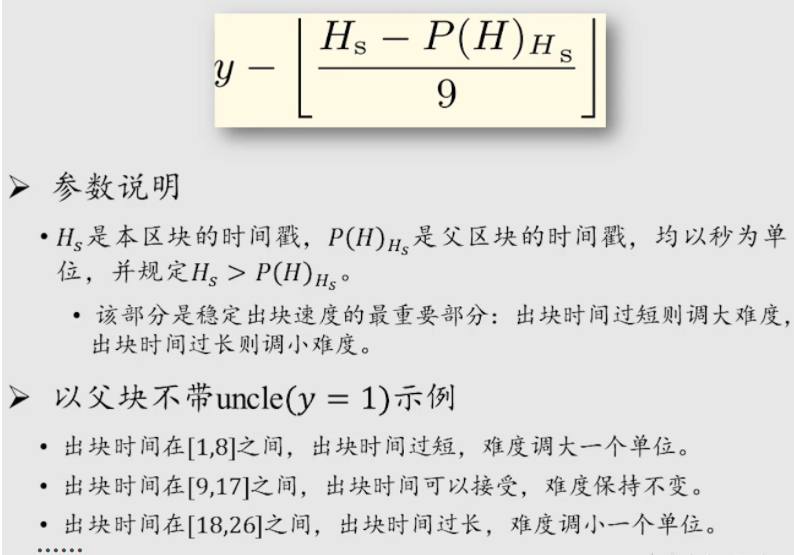 y − ⌊(H_s − P(H)_{H_s}) / 9⌋
➢ 参数说明
• H_s是本区块的时间戳，P(H)_{H_s}是父区块的时间戳，均以秒为单
位，并规定H_s > P(H)_{H_s}。
• 该部分是稳定出块速度的最重要部分：出块时间过短则调大难度，
出块时间过长则调小难度。
➢ 以父块不带uncle(y = 1)示例
• 出块时间在[1,8]之间，出块时间过短，难度调大一个单位。
• 出块时间在[9,17]之间，出块时间可以接受，难度保持不变。
• 出块时间在[18,26]之间，出块时间过长，难度调小一个单位。
......